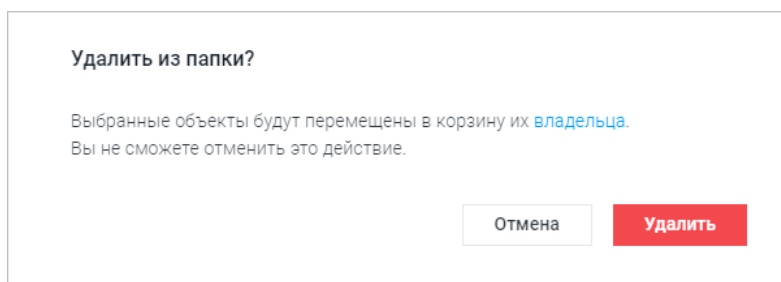 Удалить из папки?
Выбранные объекты будут перемещены в корзину их владельца.
Вы не сможете отменить это действие.
Отмена
Удалить